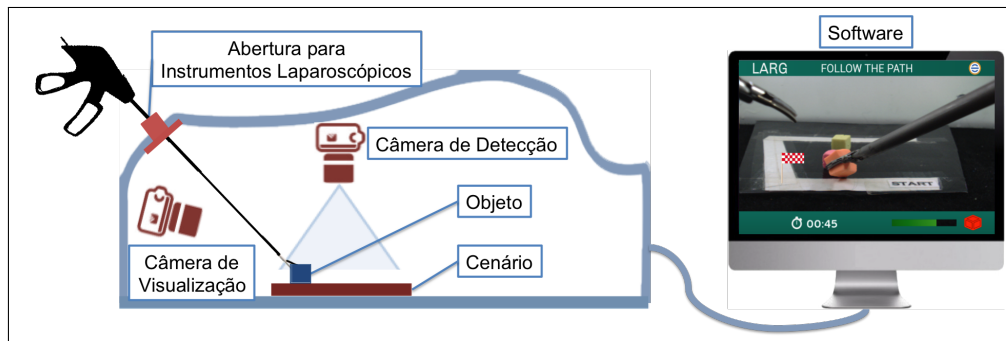 Abertura para
Instrumentos Laparoscópicos
Câmera de Detecção
Objeto
Cenário
Câmera de
Visualização
Software
LARG
FOLLOW THE PATH
START
00:45